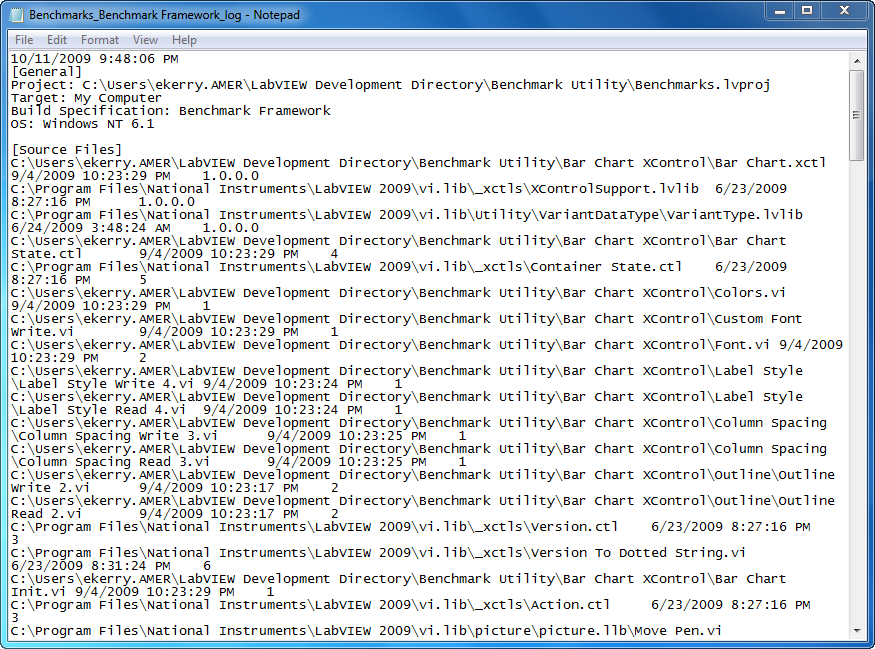 Benchmarks_Benchmark Framework_log - Notepad
File Edit Format View Help
10/11/2009 9:48:06 PM
[General]
Project: C:\Users\ekerry.AMER\LabVIEW Development Directory\Benchmark Utility\Benchmarks.lvproj
Target: My Computer
Build Specification: Benchmark Framework
OS: Windows NT 6.1
[Source Files]
C:\Users\ekerry.AMER\LabVIEW Development Directory\Benchmark Utility\Bar Chart XControl\Bar Chart.xctl
9/4/2009 10:23:29 PM 1.0.0.0
C:\Program Files\National Instruments\LabVIEW 2009\vi.lib\_xctls\XControlSupport.lvlib 6/23/2009
8:27:16 PM 1.0.0.0
C:\Program Files\National Instruments\LabVIEW 2009\vi.lib\Utility\VariantDataType\VariantType.lvlib
6/24/2009 3:48:24 AM 1.0.0.0
C:\Users\ekerry.AMER\LabVIEW Development Directory\Benchmark Utility\Bar Chart XControl\Bar Chart
State.ctl 9/4/2009 10:23:29 PM 4
C:\Program Files\National Instruments\LabVIEW 2009\vi.lib\_xctls\Container State.ctl 6/23/2009
8:27:16 PM 5
C:\Users\ekerry.AMER\LabVIEW Development Directory\Benchmark Utility\Bar Chart XControl\Colors.vi
9/4/2009 10:23:29 PM 1
C:\Users\ekerry.AMER\LabVIEW Development Directory\Benchmark Utility\Bar Chart XControl\Custom Font
Write.vi 9/4/2009 10:23:29 PM 1
C:\Users\ekerry.AMER\LabVIEW Development Directory\Benchmark Utility\Bar Chart XControl\Font.vi 9/4/2009
10:23:29 PM 2
C:\Users\ekerry.AMER\LabVIEW Development Directory\Benchmark Utility\Bar Chart XControl\Label Style
\Label Style Write 4.vi 9/4/2009 10:23:24 PM 1
C:\Users\ekerry.AMER\LabVIEW Development Directory\Benchmark Utility\Bar Chart XControl\Label Style
\Label Style Read 4.vi 9/4/2009 10:23:24 PM 1
C:\Users\ekerry.AMER\LabVIEW Development Directory\Benchmark Utility\Bar Chart XControl\Column Spacing
\Column Spacing Write 3.vi 9/4/2009 10:23:25 PM 1
C:\Users\ekerry.AMER\LabVIEW Development Directory\Benchmark Utility\Bar Chart XControl\Column Spacing
\Column Spacing Read 3.vi 9/4/2009 10:23:25 PM 1
C:\Users\ekerry.AMER\LabVIEW Development Directory\Benchmark Utility\Bar Chart XControl\Outline\Outline
Write 2.vi 9/4/2009 10:23:17 PM 2
C:\Users\ekerry.AMER\LabVIEW Development Directory\Benchmark Utility\Bar Chart XControl\Outline\Outline
Read 2.vi 9/4/2009 10:23:17 PM 2
C:\Program Files\National Instruments\LabVIEW 2009\vi.lib\_xctls\Version.ctl 6/23/2009 8:27:16 PM
3
C:\Program Files\National Instruments\LabVIEW 2009\vi.lib\_xctls\Version To Dotted String.vi
6/23/2009 8:31:24 PM 6
C:\Users\ekerry.AMER\LabVIEW Development Directory\Benchmark Utility\Bar Chart XControl\Bar Chart
Init.vi 9/4/2009 10:23:29 PM 1
C:\Program Files\National Instruments\LabVIEW 2009\vi.lib\_xctls\Action.ctl 6/23/2009 8:27:16 PM
3
C:\Program Files\National Instruments\LabVIEW 2009\vi.lib\picture\picture.llb\Move Pen.vi